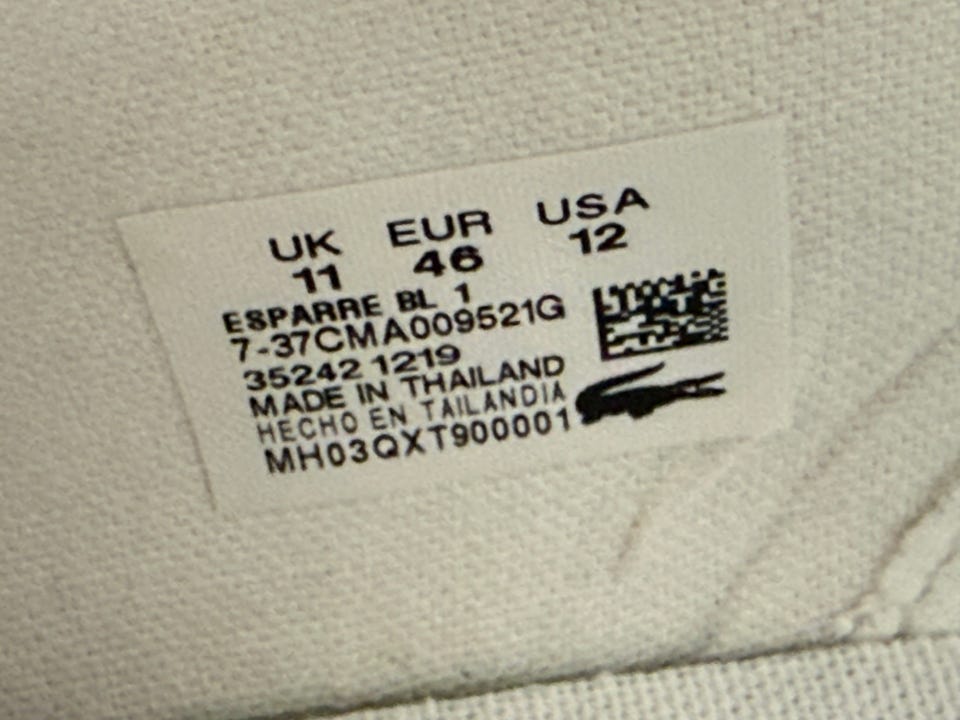 UK EUR USA
11 46 12
ESPARRE BL 1
7-37CMA009521G
35242 1219
MADE IN THAILAND
HECHO EN TAILANDIA
MH03QXT900001